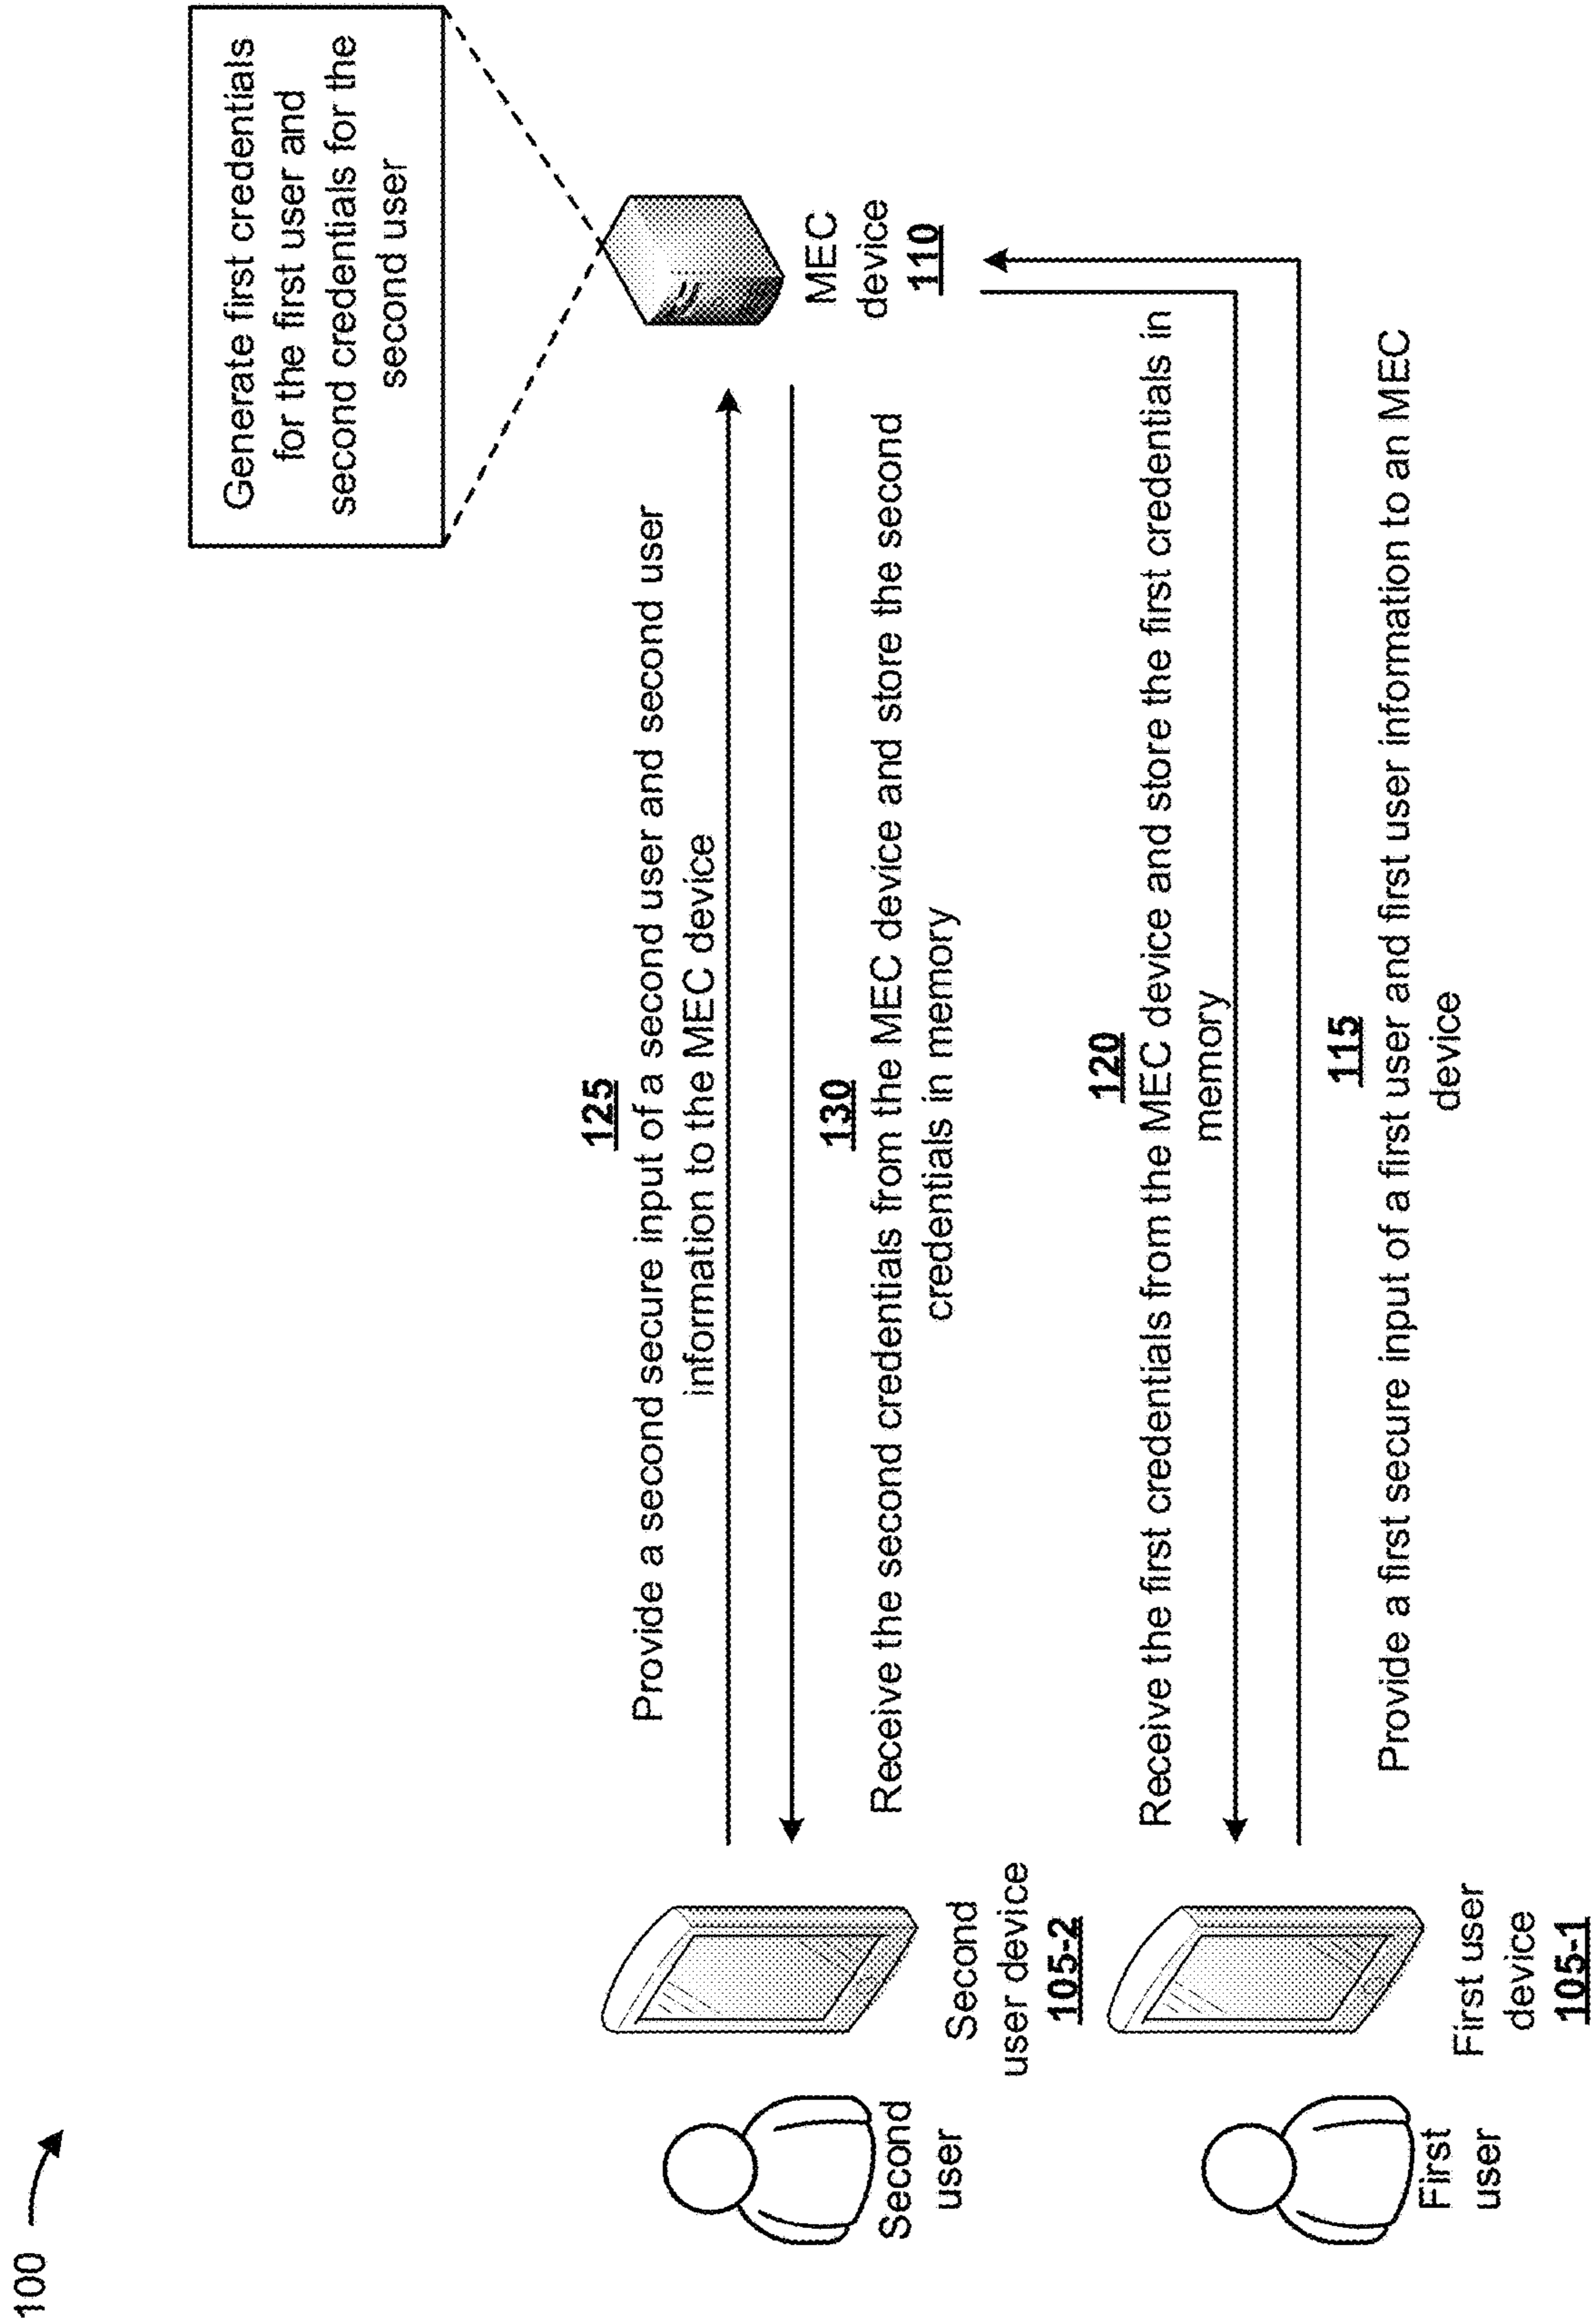 100
Generate first credentials
for the first user and
second credentials for the
second user
125
Provide a second secure input of a second user and second user
information to the MEC device
MEC
device
110
130
Receive the second credentials from the MEC device and store the second
credentials in memory
Second
user
Second
user device
105-2
120
Receive the first credentials from the MEC device and store the first credentials in
memory
115
Provide a first secure input of a first user and first user information to an MEC
device
First
user
First user
device
105-1